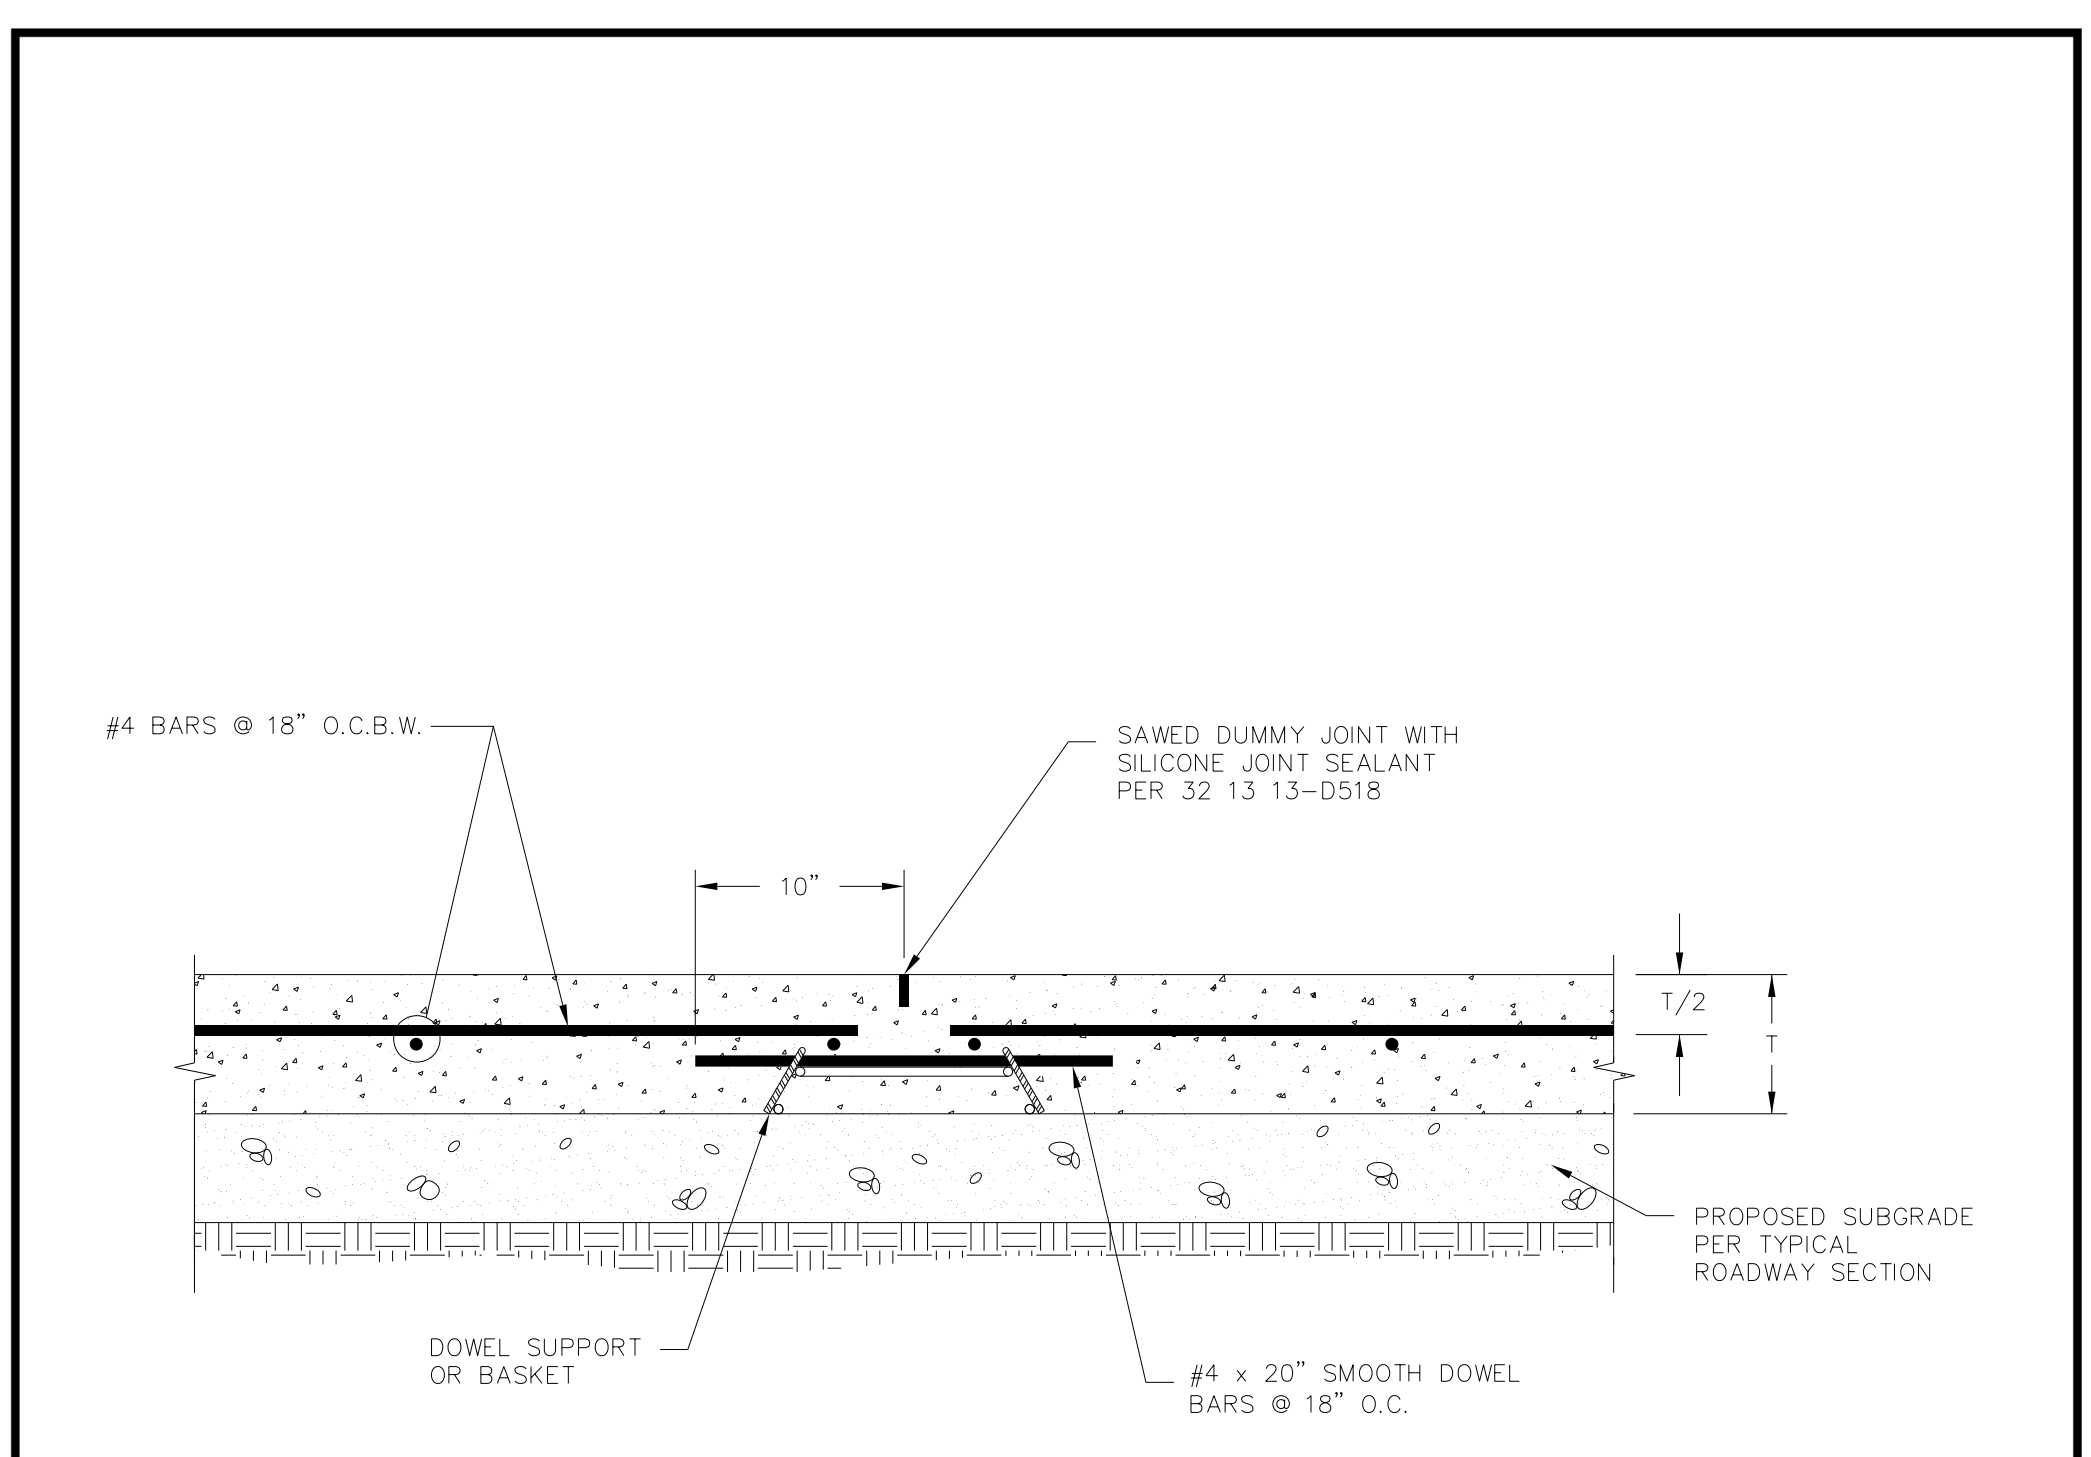 #4 BARS @ 18" O.C.B.W.
SAWED DUMMY JOINT WITH
SILICONE JOINT SEALANT
PER 32 13 13-D518
10"
T/2
T
PROPOSED SUBGRADE
PER TYPICAL
ROADWAY SECTION
DOWEL SUPPORT
OR BASKET
#4 x 20" SMOOTH DOWEL
BARS @ 18" O.C.